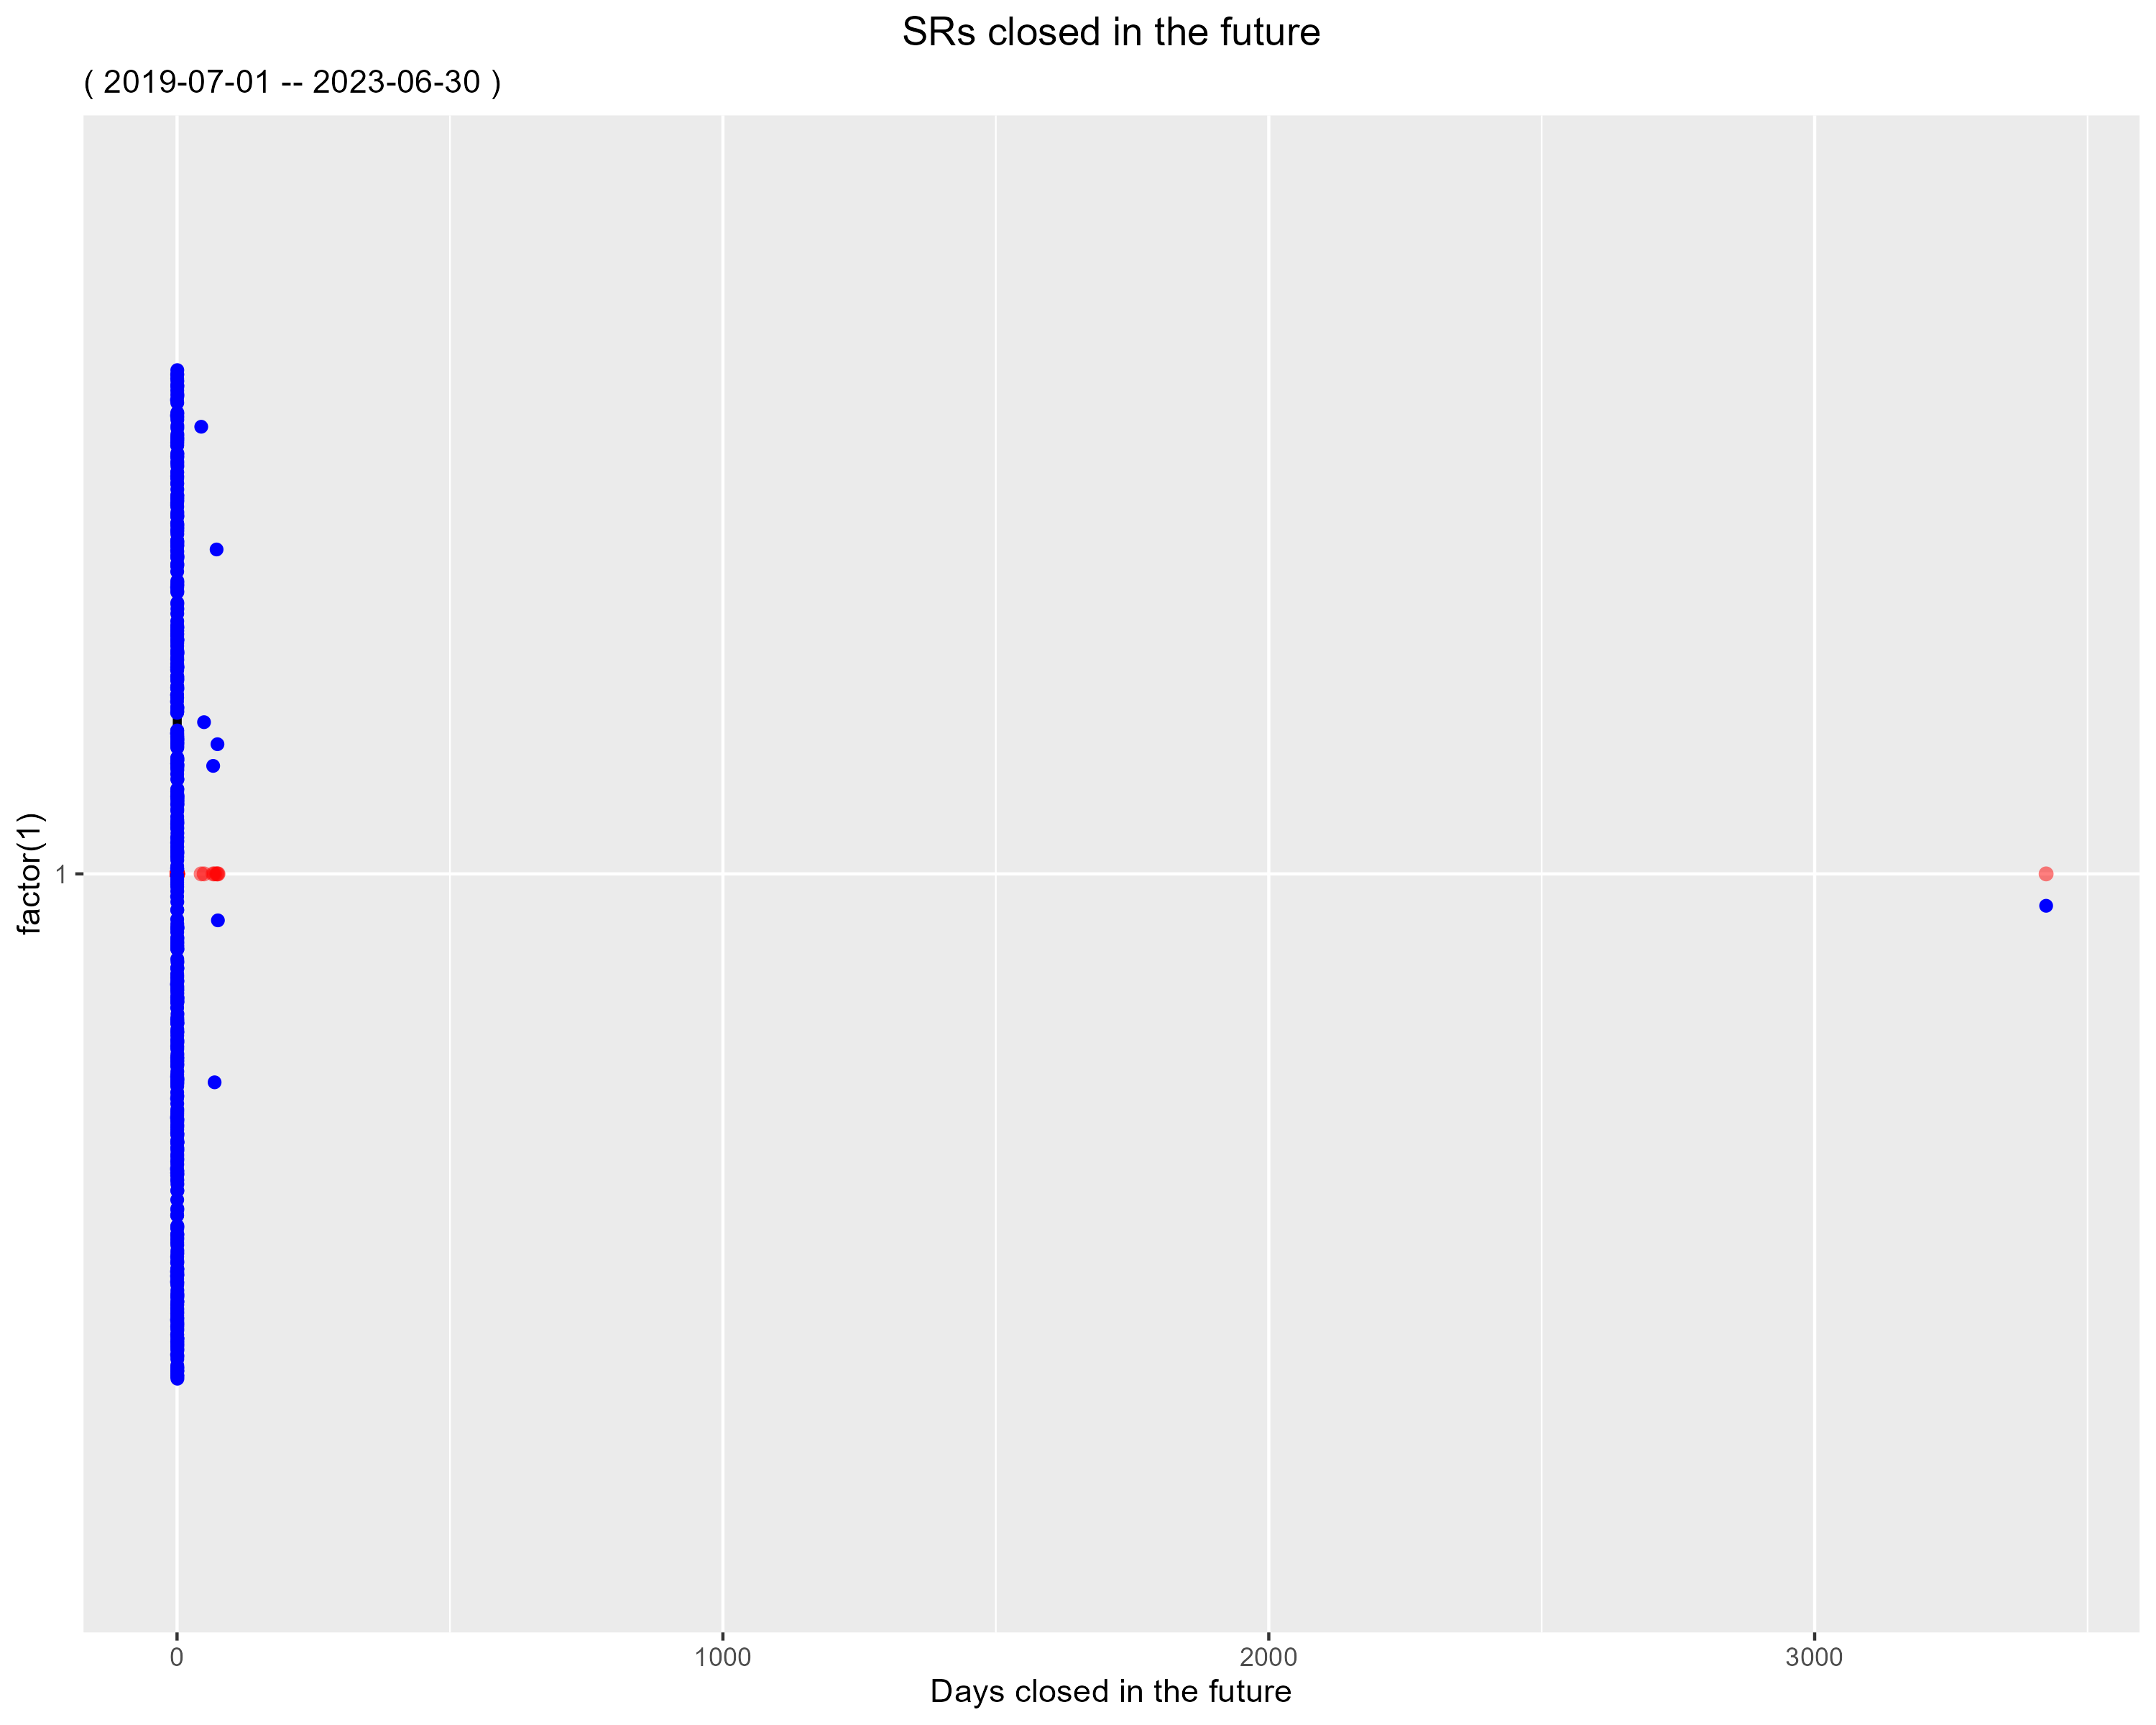 SRs closed in the future
( 2019-07-01 -- 2023-06-30 )
factor(1)
1
0 1000 2000 3000
Days closed in the future